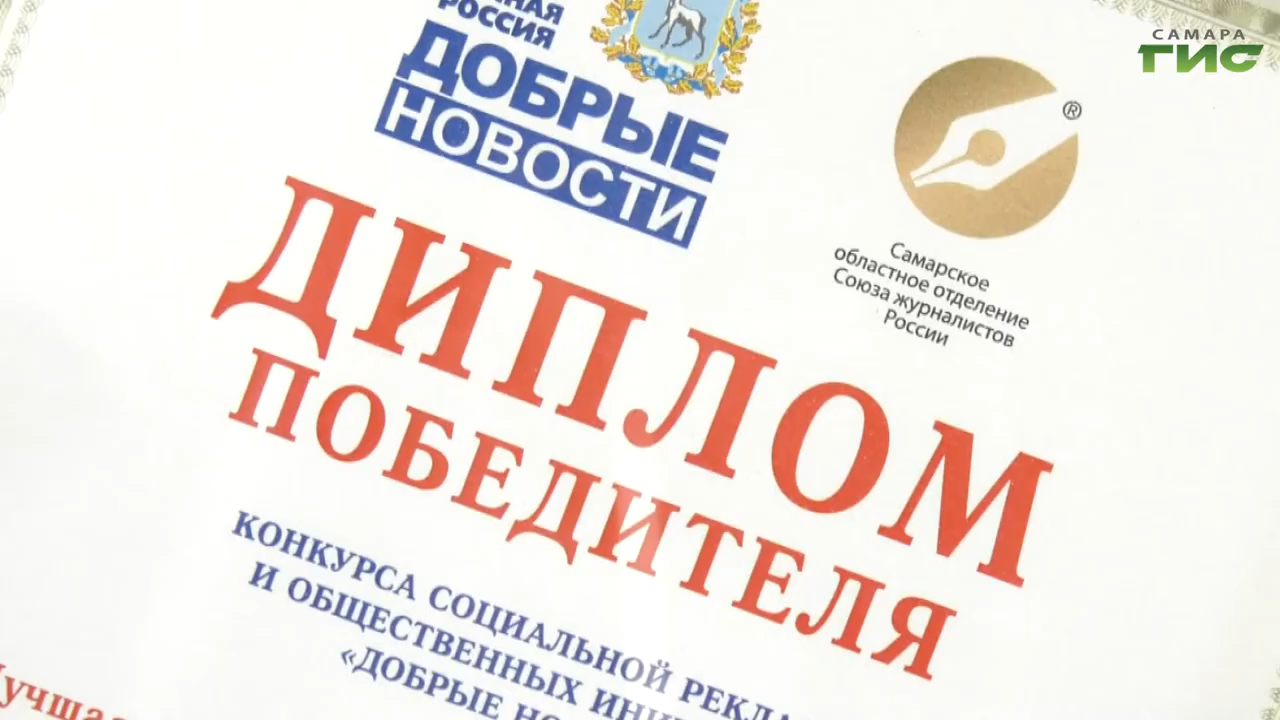 РОССИЯ
ДОБРЫЕ
НОВОСТИ
САМАРА
ГИС
®
Самарское
областное отделение
Союза журналистов
России
ДИПЛОМ
ПОБЕДИТЕЛЯ
КОНКУРСА СОЦИАЛЬНОЙ
И ОБЩЕСТВЕННЫХ
«ДОБРЫЕ